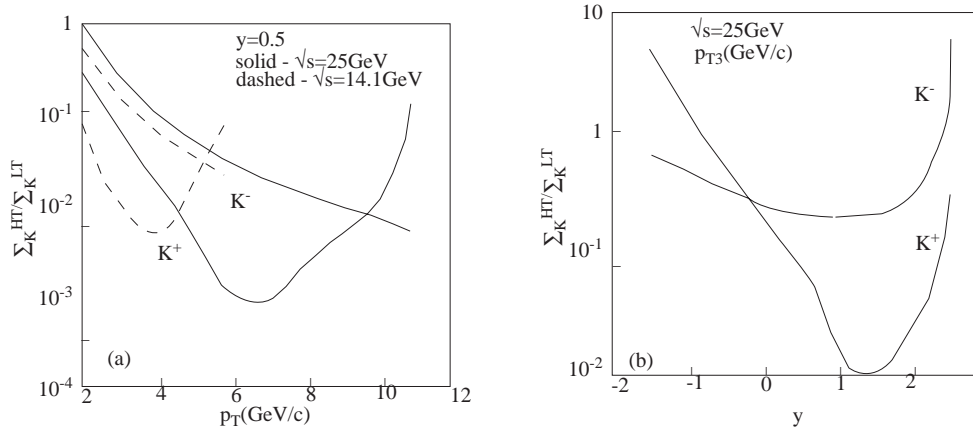 1
10^-1
10^-2
10^-3
10^-4
Σ_K^HT/Σ_K^LT
y=0.5
solid - √s=25GeV
dashed - √s=14.1GeV
K^-
K^+
(a)
2 4 6 8 10 12
p_T(GeV/c)
10
1
10^-1
10^-2
Σ_K^HT/Σ_K^LT
√s=25GeV
p_T3(GeV/c)
K^-
K^+
(b)
-2 -1 0 1 2
y